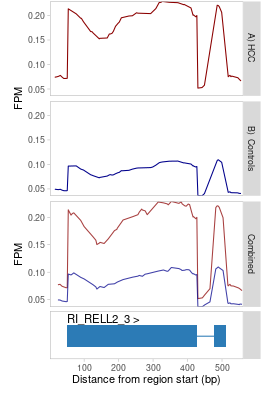 0.20
0.15
0.10
0.05
A) HCC
FPM
0.20
0.15
0.10
0.05
B) Controls
0.20
0.15
0.10
0.05
Combined
FPM
RI_RELL2_3 >
100 200 300 400 500
Distance from region start (bp)